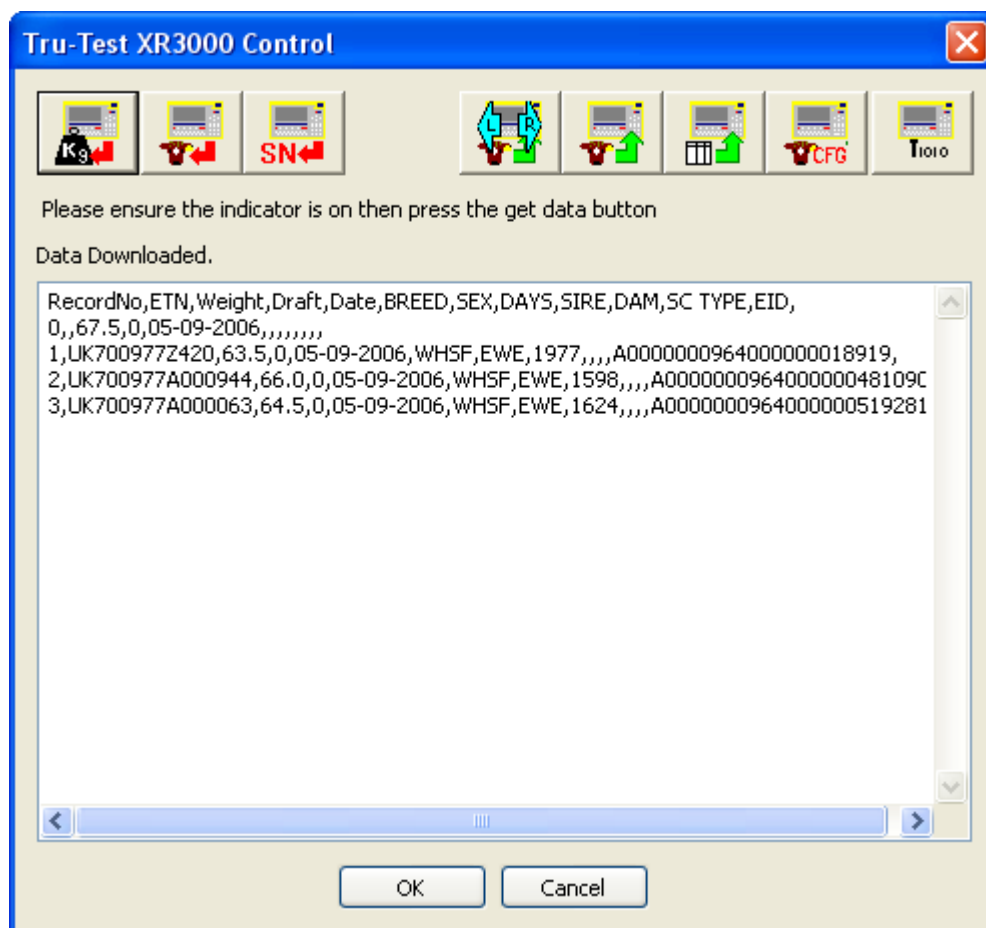 Tru-Test XR3000 Control
Kg SN L R CFG T1010
Please ensure the indicator is on then press the get data button
Data Downloaded.
RecordNo,ETN,Weight,Draft,Date,BREED,SEX,DAYS,SIRE,DAM,SC TYPE,EID,
0,,67.5,0,05-09-2006,,,,,,,,
1,UK700977Z420,63.5,0,05-09-2006,WHSF,EWE,1977,,,,A0000000964000000018919,
2,UK700977A000944,66.0,0,05-09-2006,WHSF,EWE,1598,,,,A000000096400000048109
3,UK700977A000063,64.5,0,05-09-2006,WHSF,EWE,1624,,,,A0000000964000000519281
OK Cancel